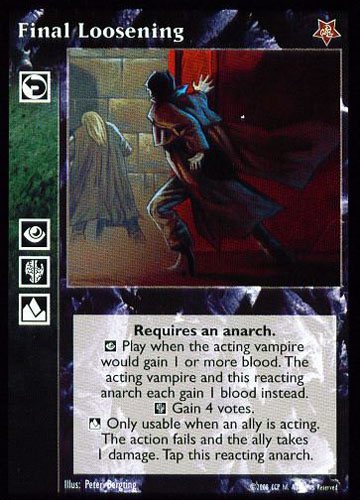 Final Loosening
Requires an anarch.
Play when the acting vampire
would gain 1 or more blood. The
acting vampire and this reacting
anarch each gain 1 blood instead.
Gain 4 votes.
Only usable when an ally is acting.
The action fails and the ally takes
1 damage. Tap this reacting anarch.
Illus: Peter Bergting
Reserved